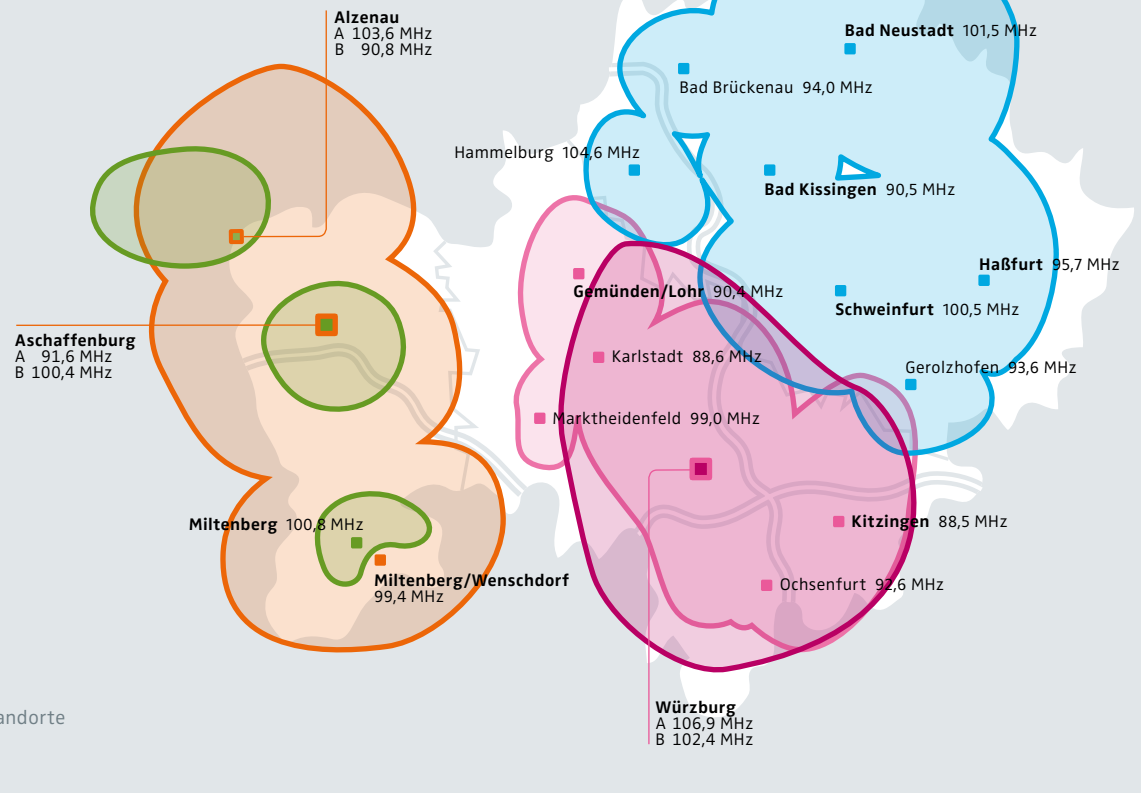 Alzenau
A 103,6 MHz
B 90,8 MHz
Bad Neustadt 101,5 MHz
Bad Brückenau 94,0 MHz
Hammelburg 104,6 MHz
Bad Kissingen 90,5 MHz
Haßfurt 95,7 MHz
Gemünden/Lohr 90,4 MHz
Schweinfurt 100,5 MHz
Aschaffenburg
A 91,6 MHz
B 100,4 MHz
Karlstadt 88,6 MHz
Gerolzhofen 93,6 MHz
Marktheidenfeld 99,0 MHz
Miltenberg 100,8 MHz
Kitzingen 88,5 MHz
Miltenberg/Wenschdorf
99,4 MHz
Ochsenfurt 92,6 MHz
Würzburg
A 106,9 MHz
B 102,4 MHz
andorte